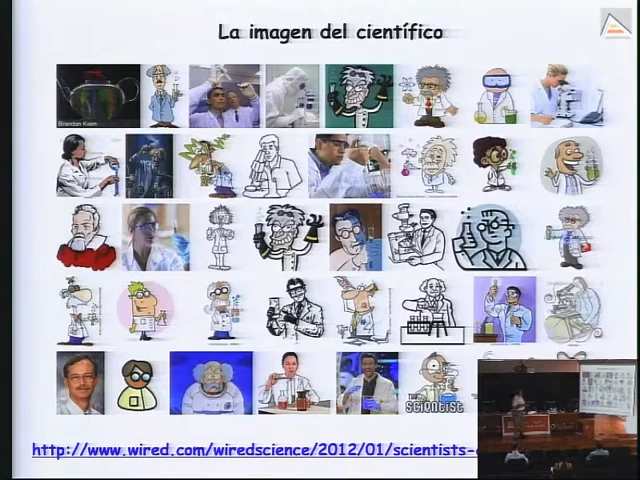 La imagen del científico
Brandon Keim
THE
SCIENTIST
http://www.wired.com/wiredscience/2012/01/scientists-